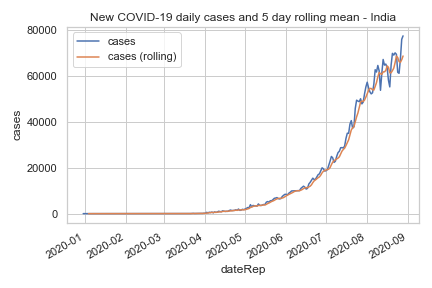 New COVID-19 daily cases and 5 day rolling mean - India
cases
cases (rolling)
80000
60000
40000
20000
0
cases
2020-01
2020-02
2020-03
2020-04
2020-05
2020-06
2020-07
2020-08
2020-09
dateRep